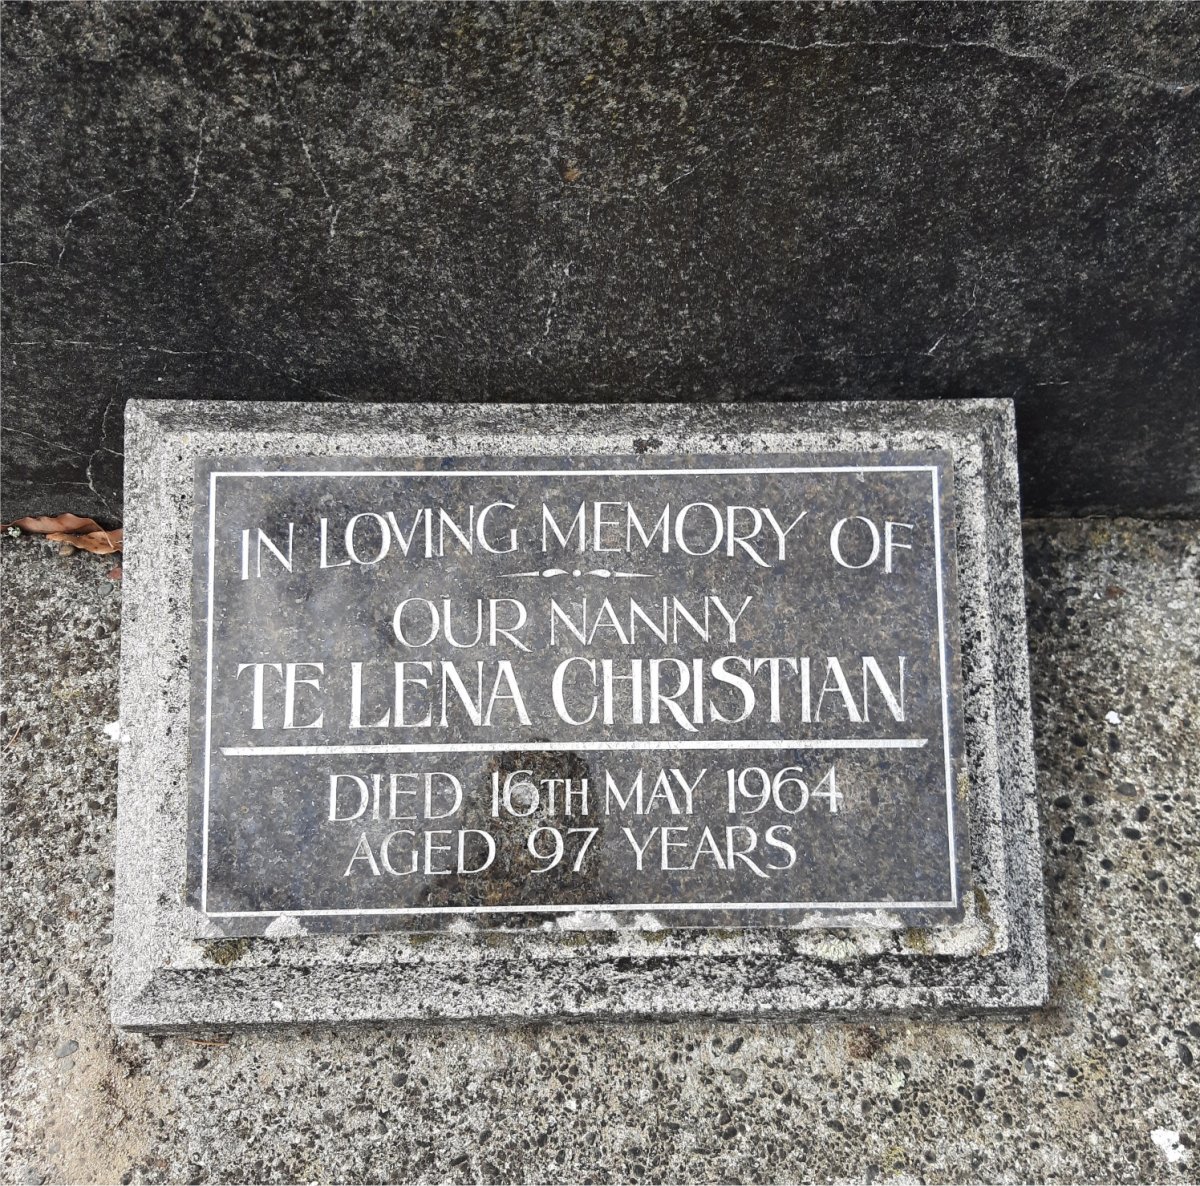 IN LOVING MEMORY OF
OUR NANNY
TE LENA CHRISTIAN
DIED 16TH MAY 1964
AGED 97 YEARS